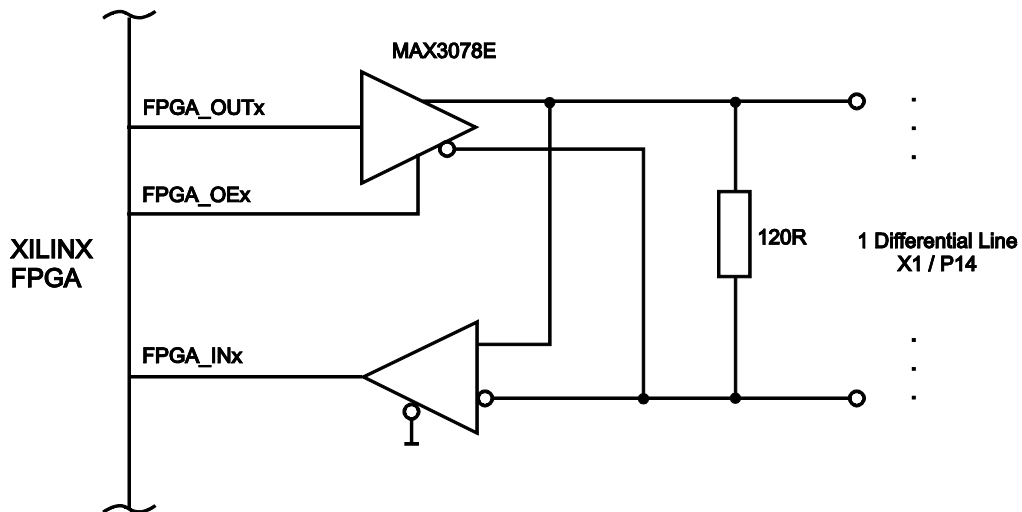 MAX3078E
FPGA_OUTx
FPGA_OEx
XILINX
FPGA
120R
1 Differential Line
X1 / P14
FPGA_INx